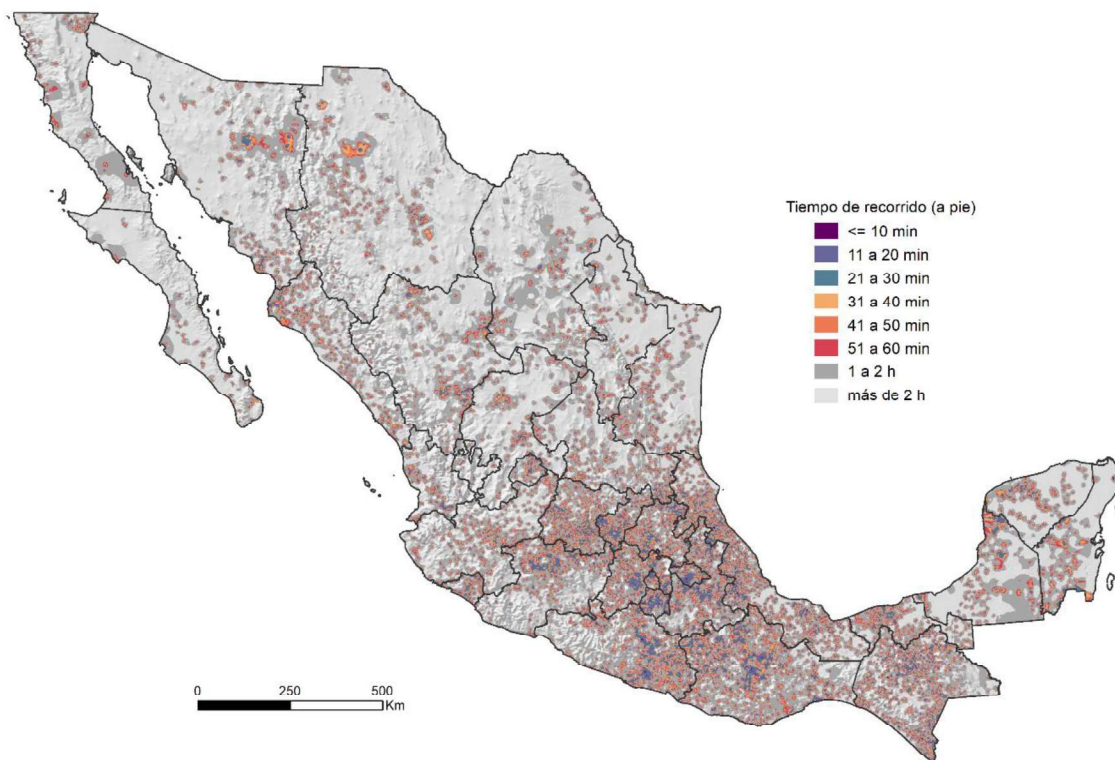 Tiempo de recorrido (a pie)
<= 10 min
11 a 20 min
21 a 30 min
31 a 40 min
41 a 50 min
51 a 60 min
1 a 2 h
más de 2 h
0 250 500
Km